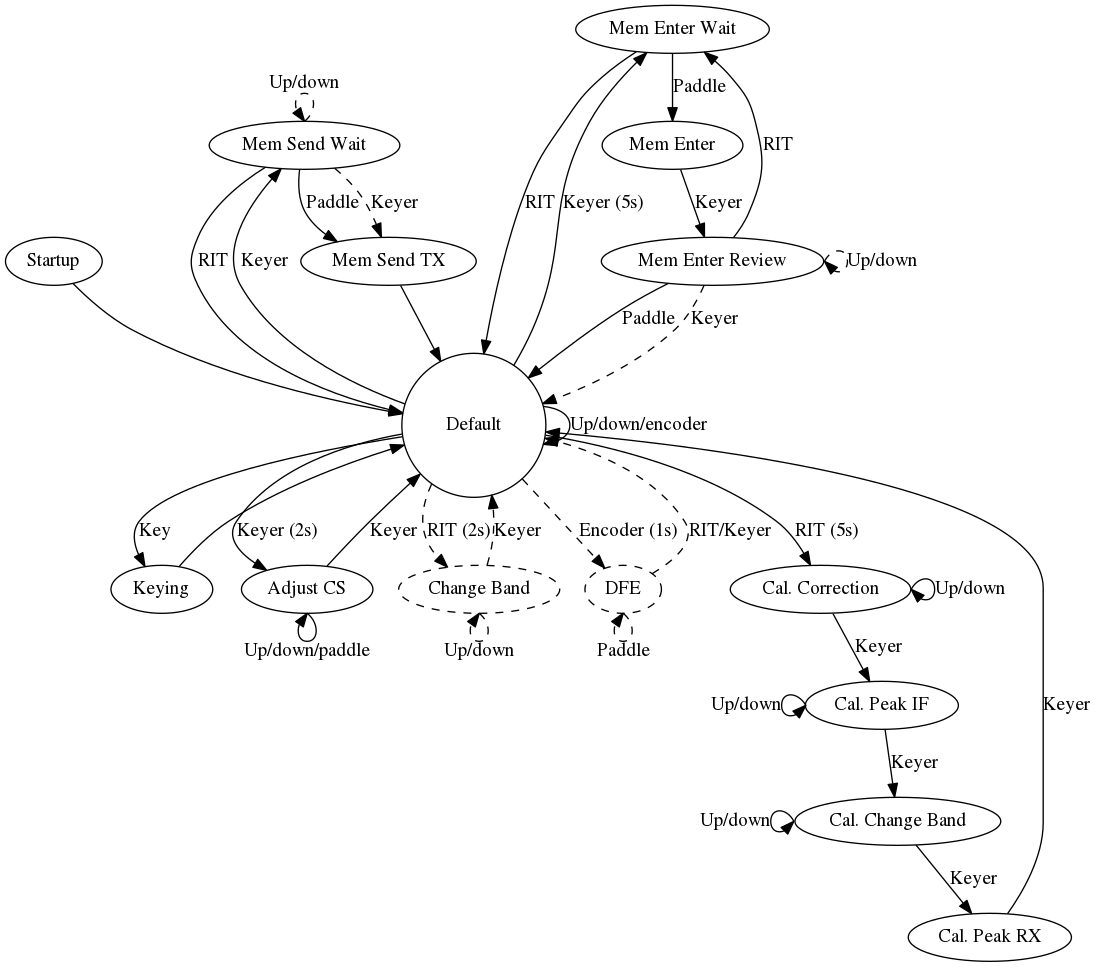 Mem Enter Wait
Up/down
Paddle
Mem Send Wait
Mem Enter
RIT
Paddle
Keyer
RIT
Keyer (5s)
Keyer
Startup
RIT
Keyer
Mem Send TX
Mem Enter Review
Up/down
Paddle
Keyer
Default
Up/down/encoder
Key
Keyer (2s)
Keyer
RIT (2s)
Keyer
Encoder (1s)
RIT/Keyer
RIT (5s)
Keying
Adjust CS
Change Band
DFE
Cal. Correction
Up/down
Up/down/paddle
Up/down
Paddle
Keyer
Up/down
Cal. Peak IF
Keyer
Keyer
Up/down
Cal. Change Band
Keyer
Cal. Peak RX